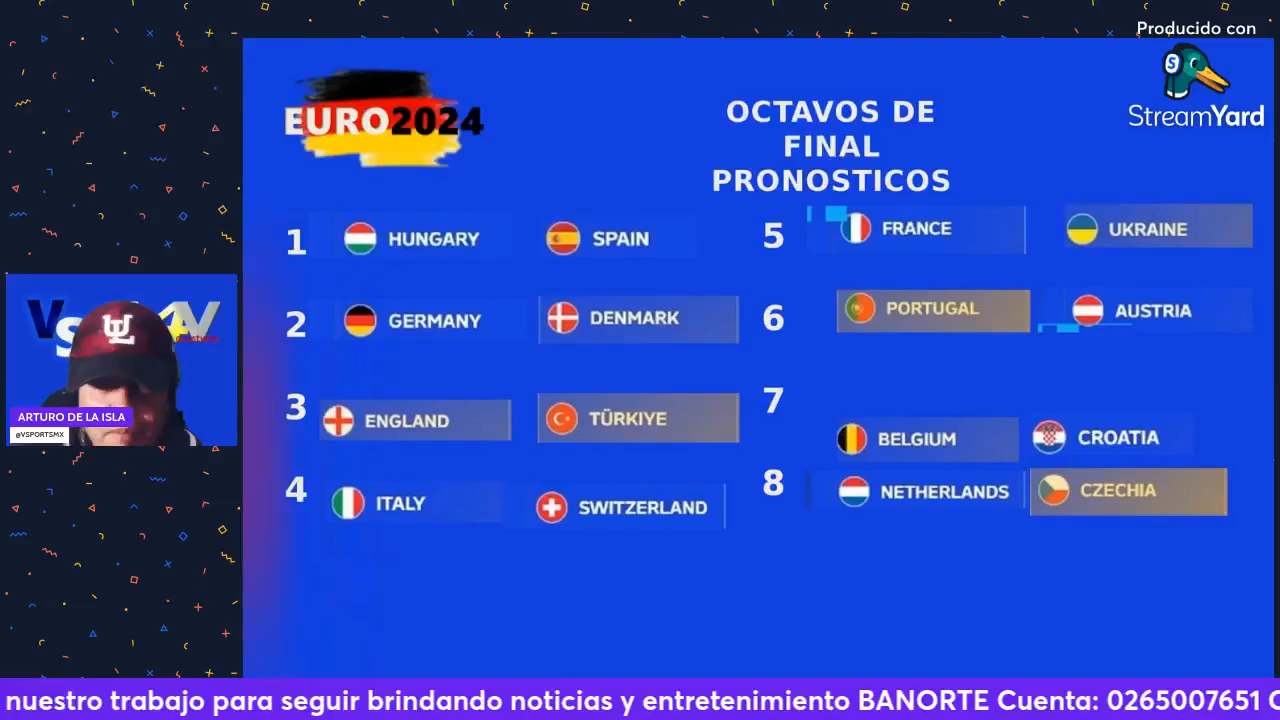 Producido con
StreamYard
EURO2024
OCTAVOS DE
FINAL
PRONOSTICOS
1 HUNGARY SPAIN
2 GERMANY DENMARK
3 ENGLAND TÜRKIYE
4 ITALY SWITZERLAND
5 FRANCE UKRAINE
6 PORTUGAL AUSTRIA
7 BELGIUM CROATIA
8 NETHERLANDS CZECHIA
ARTURO DE LA ISLA
@VSPORTSMX
nuestro trabajo para seguir brindando noticias y entretenimiento BANORTE Cuenta: 0265007651